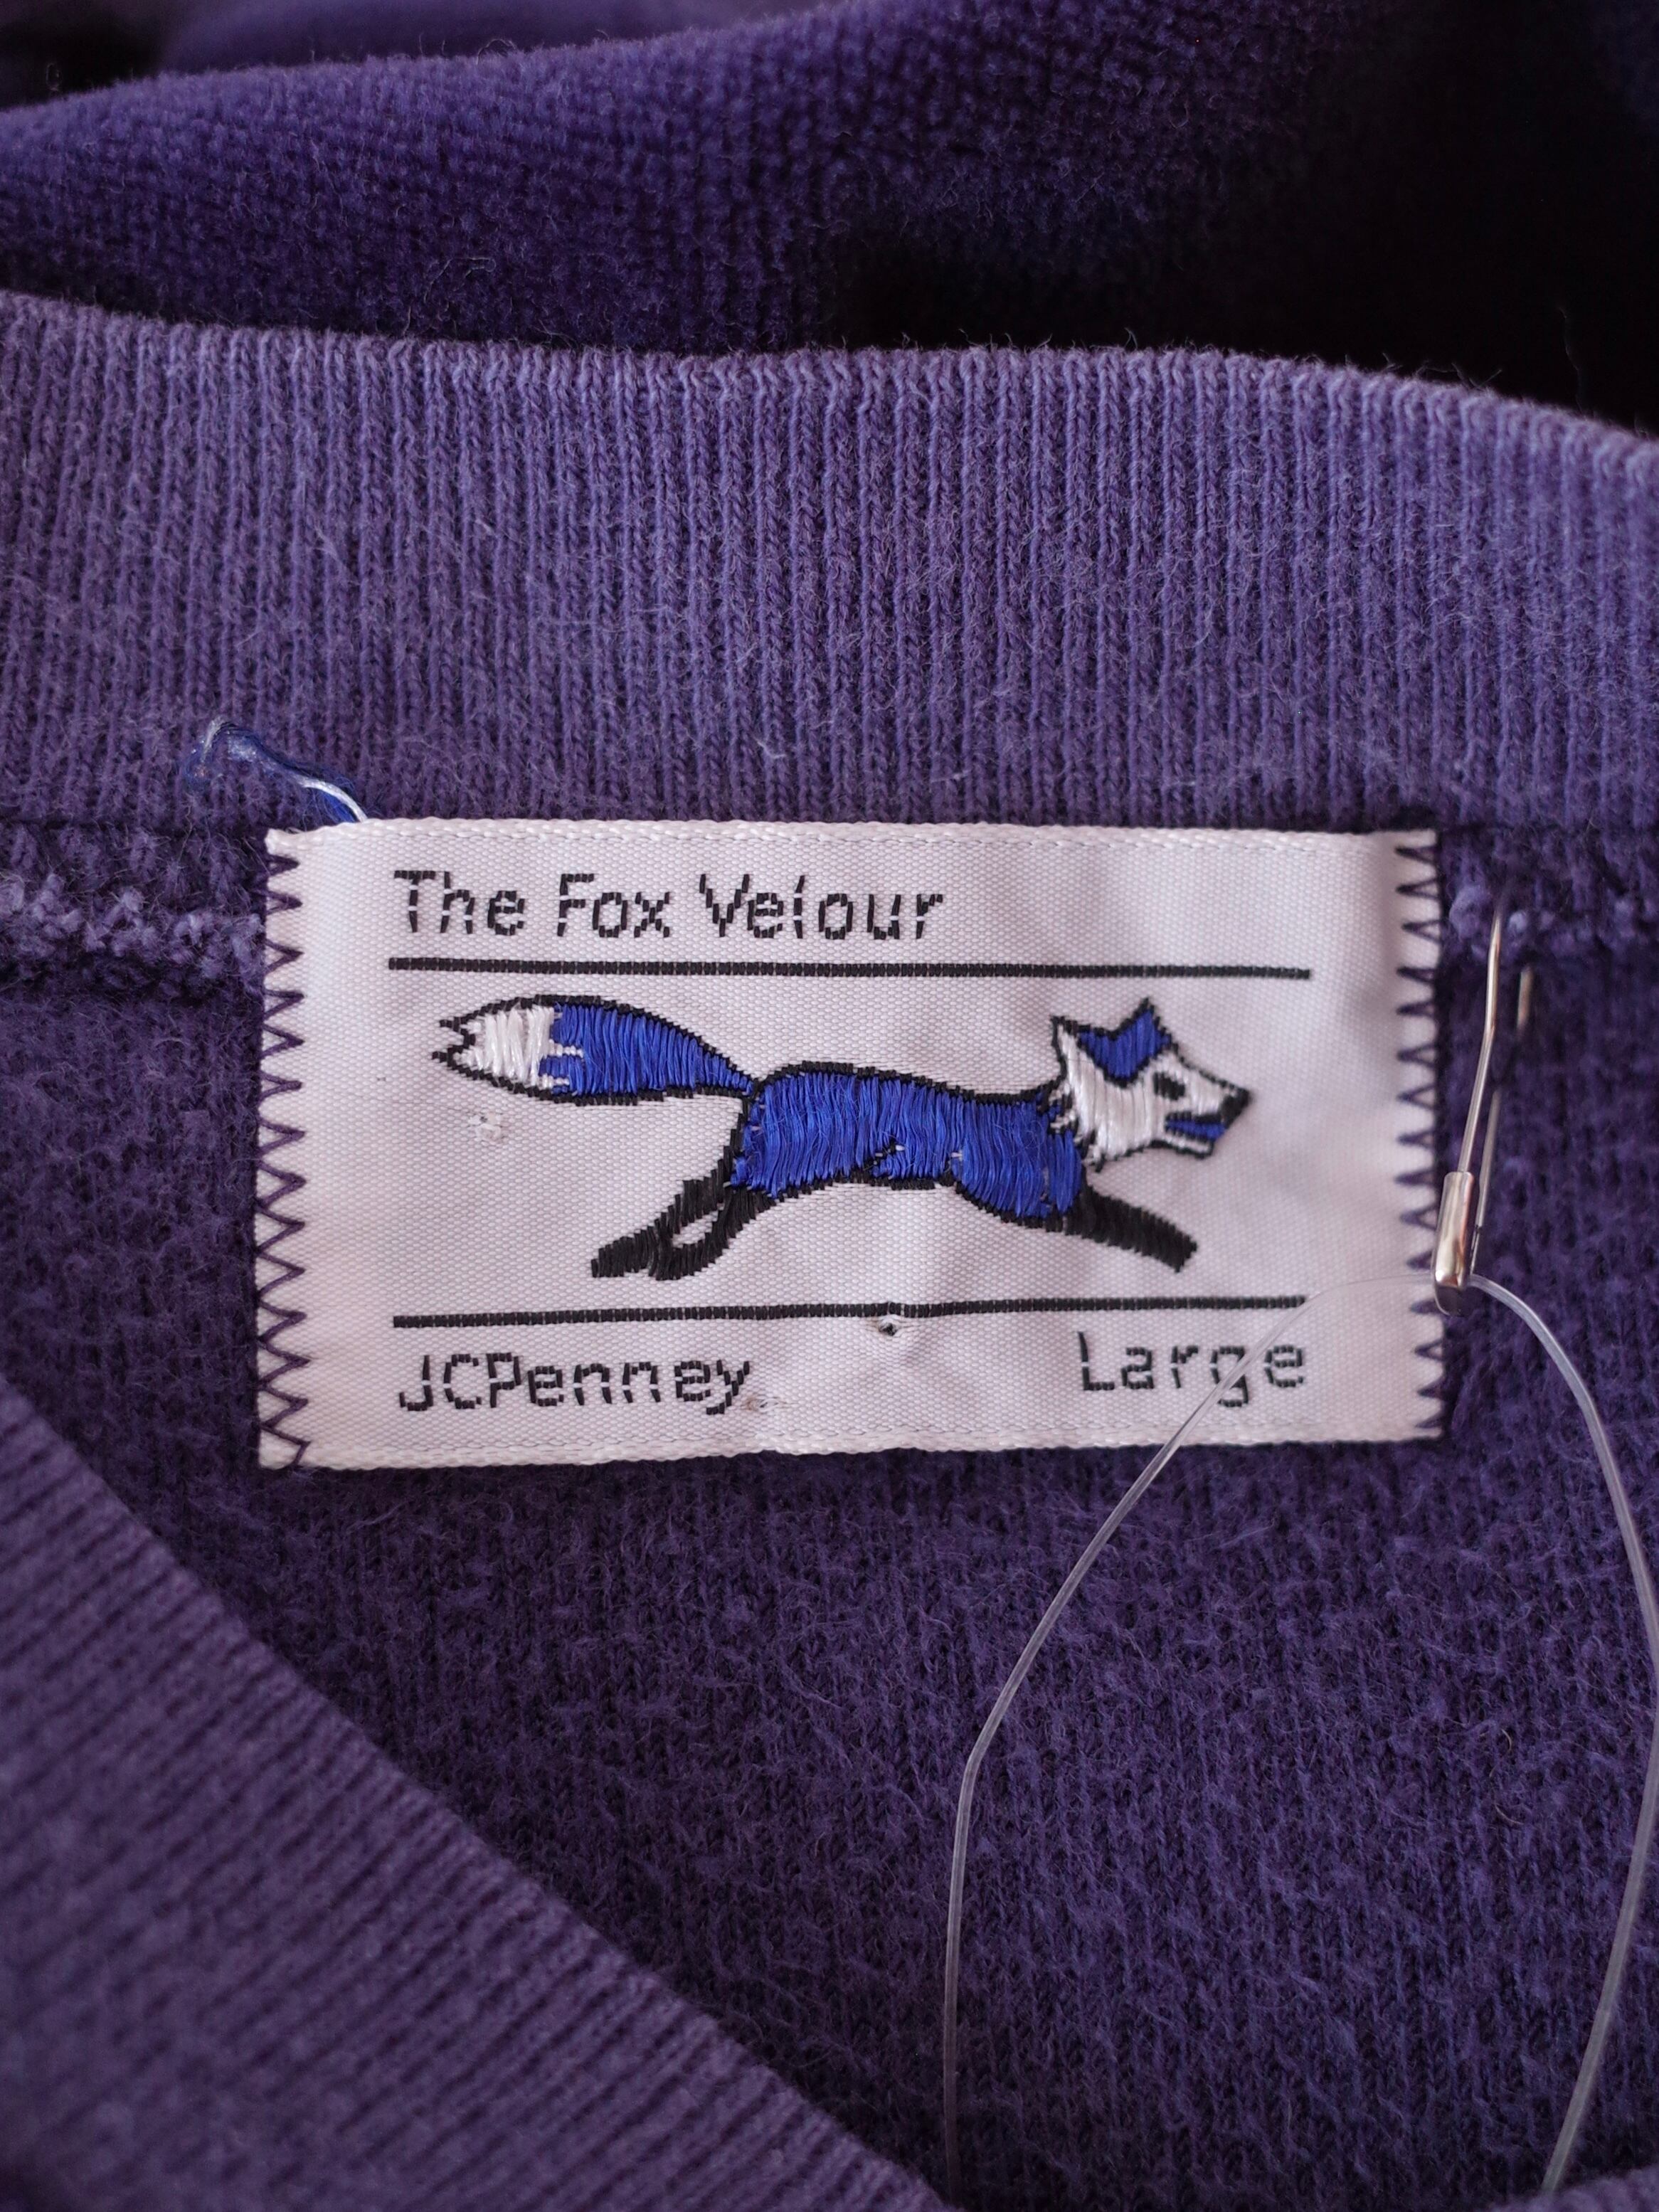 The Fox Velour
JCPenney Large